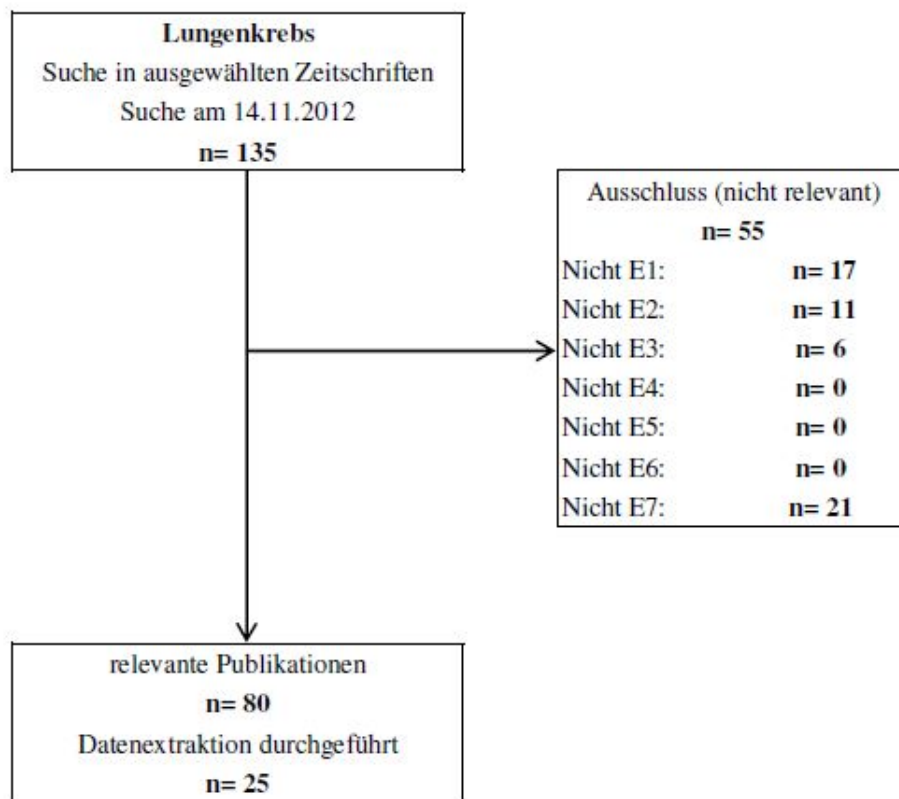 Lungenkrebs
Suche in ausgewählten Zeitschriften
Suche am 14.11.2012
n= 135
Ausschluss (nicht relevant)
n= 55
Nicht E1: n= 17
Nicht E2: n= 11
Nicht E3: n= 6
Nicht E4: n= 0
Nicht E5: n= 0
Nicht E6: n= 0
Nicht E7: n= 21
relevante Publikationen
n= 80
Datenextraktion durchgeführt
n= 25